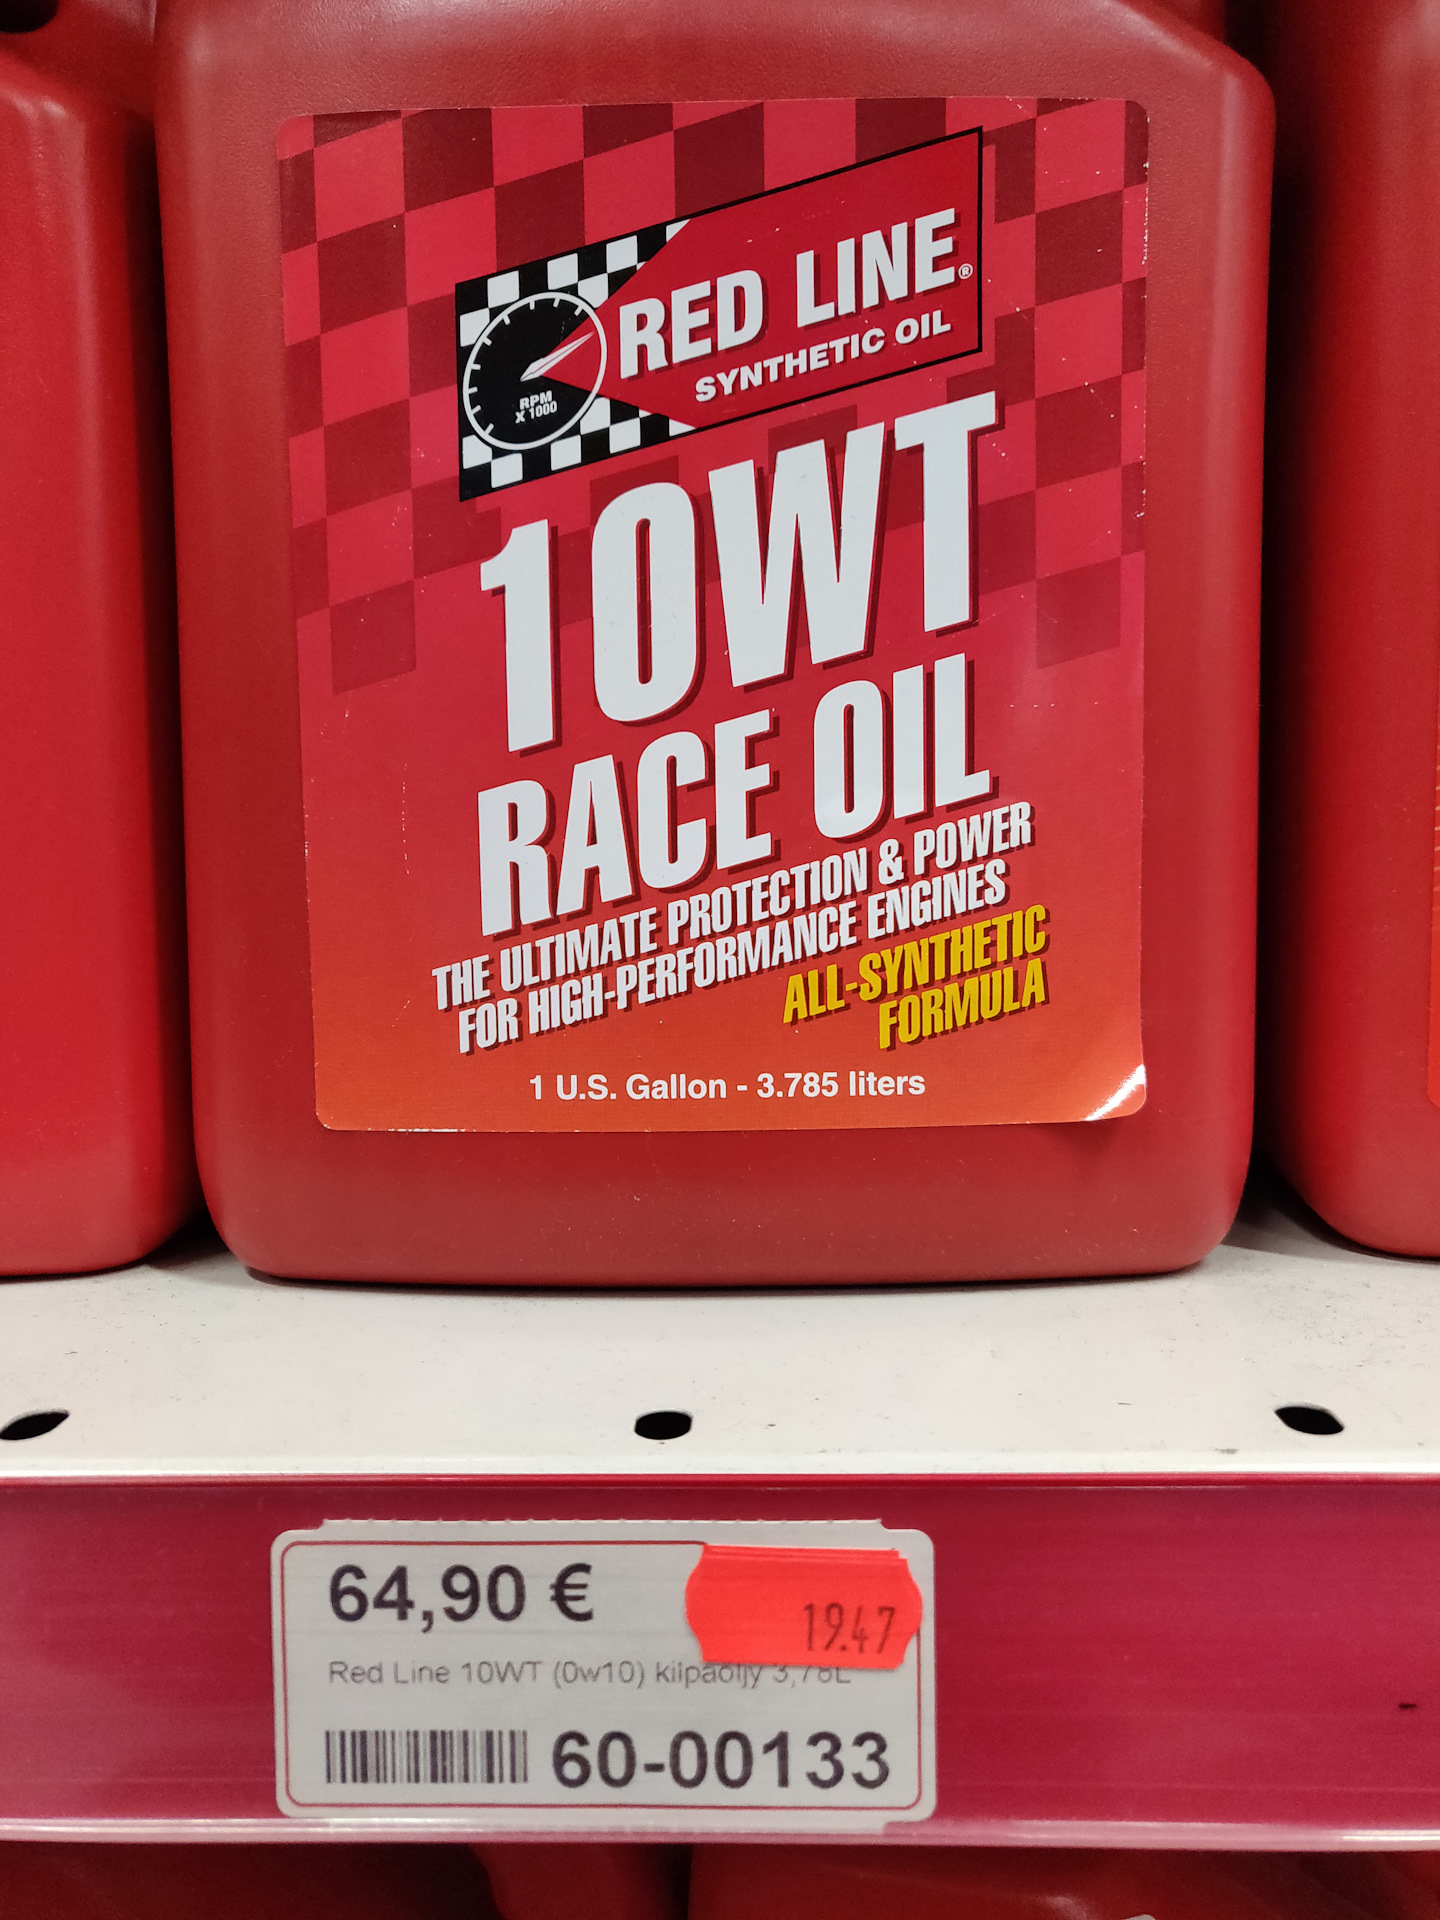 RED LINE®
SYNTHETIC OIL
RPM
X 1000
10WT
RACE OIL
THE ULTIMATE PROTECTION & POWER
FOR HIGH-PERFORMANCE ENGINES
ALL-SYNTHETIC
FORMULA
1 U.S. Gallon - 3.785 liters
64,90 €
19.47
Red Line 10WT (0w10) kilpaöljy 3,78L
60-00133